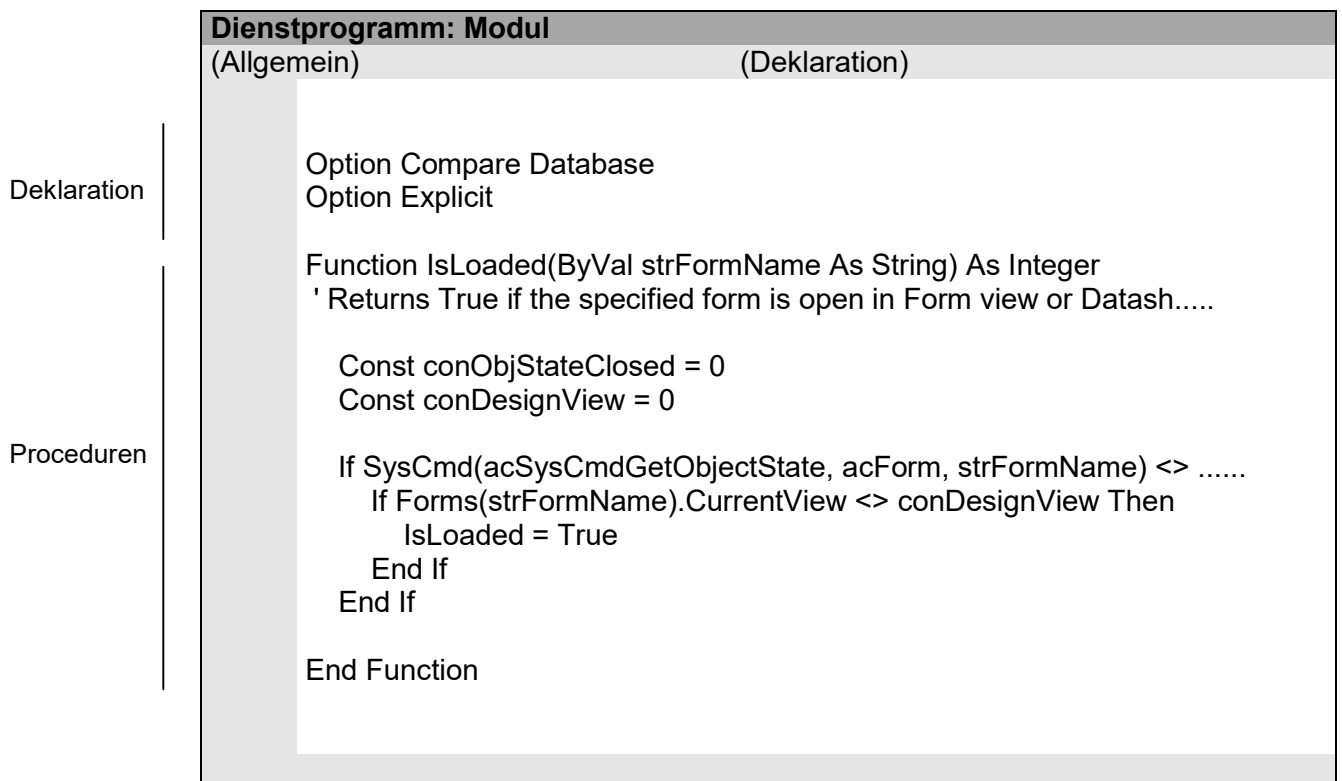 Dienstprogramm: Modul
(Allgemein) (Deklaration)
Deklaration
Option Compare Database
Option Explicit
Proceduren
Function IsLoaded(ByVal strFormName As String) As Integer
' Returns True if the specified form is open in Form view or Datash.....
Const conObjStateClosed = 0
Const conDesignView = 0
If SysCmd(acSysCmdGetObjectState, acForm, strFormName) <> ......
If Forms(strFormName).CurrentView <> conDesignView Then
IsLoaded = True
End If
End If
End Function